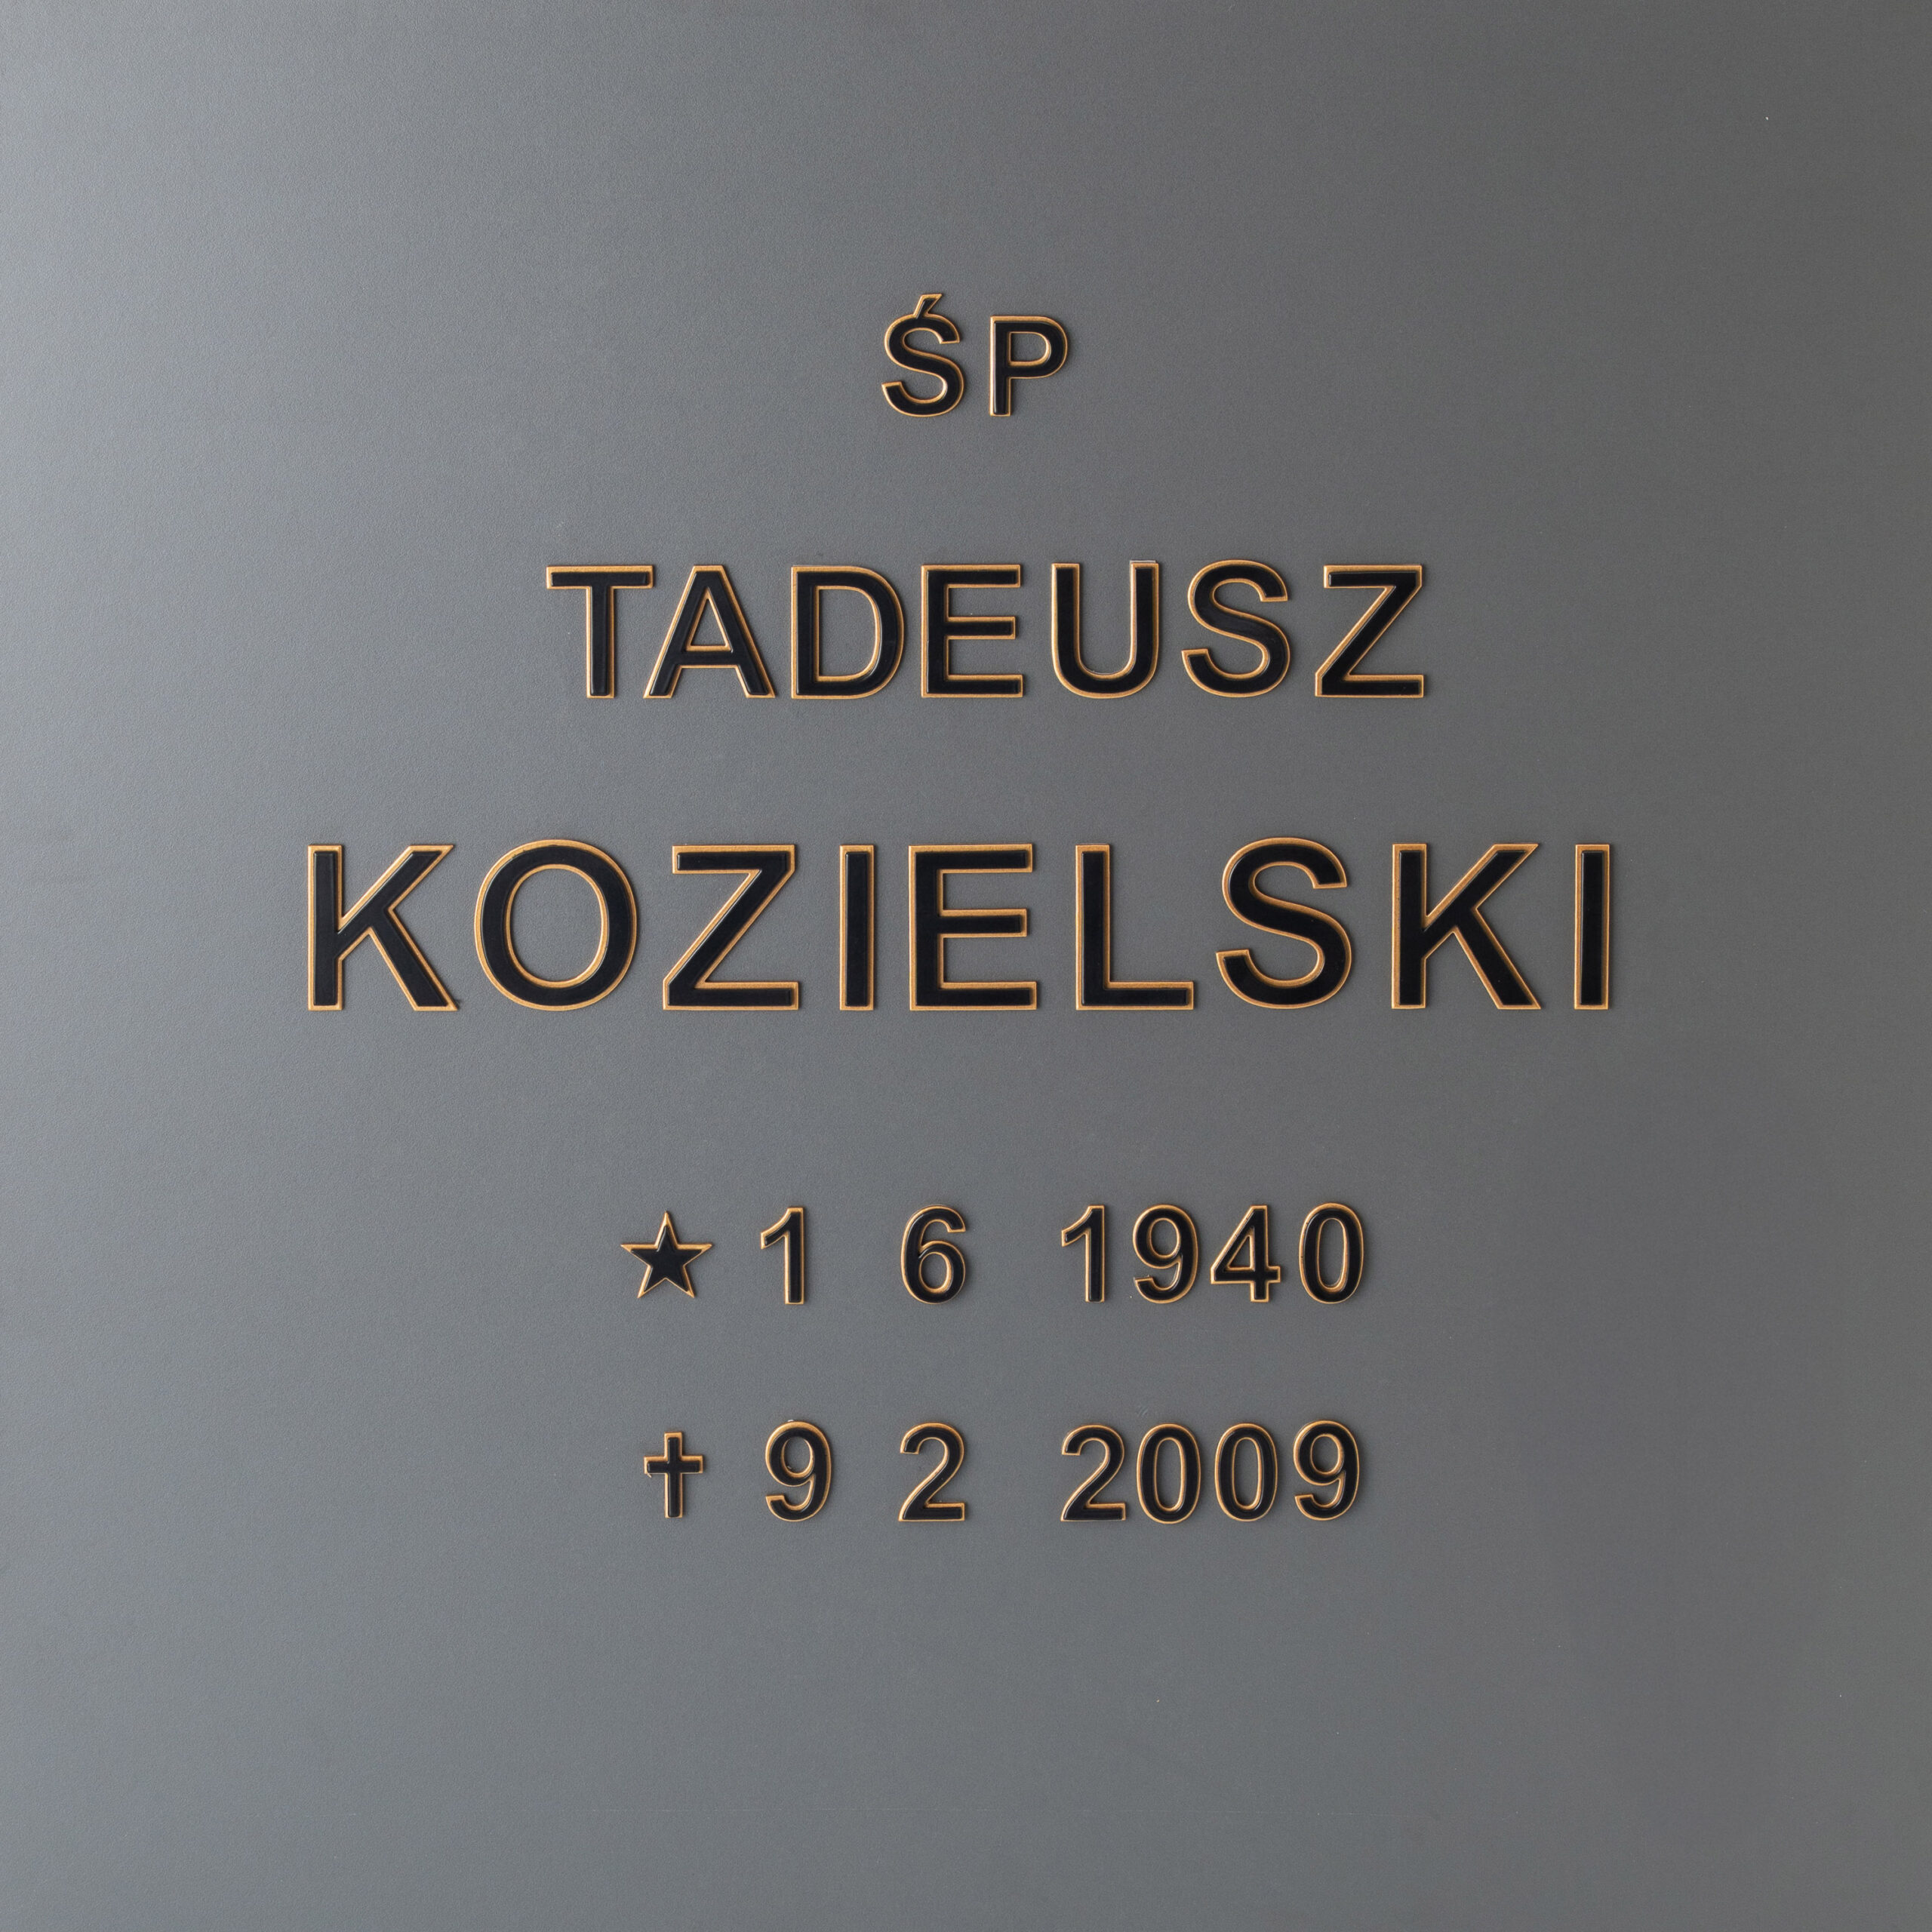 ŚP
TADEUSZ
KOZIELSKI
★ 1 6 1940
✝ 9 2 2009